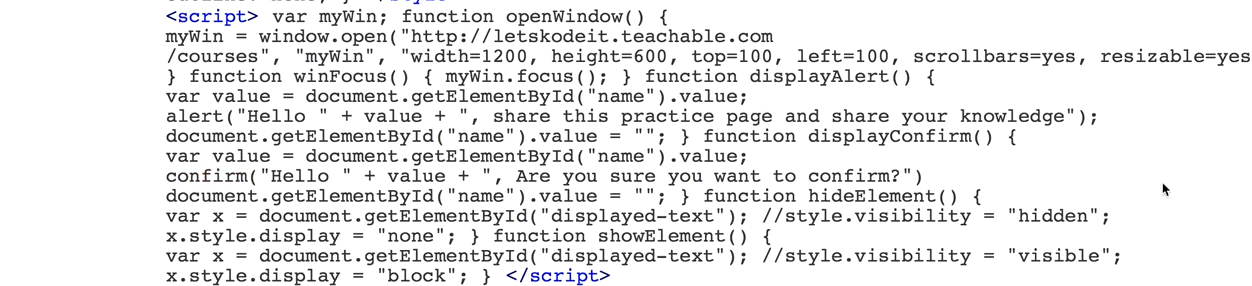 <script> var myWin; function openWindow() {
myWin = window.open("http://letskodeit.teachable.com
/courses", "myWin", "width=1200, height=600, top=100, left=100, scrollbars=yes, resizable=yes
} function winFocus() { myWin.focus(); } function displayAlert() {
var value = document.getElementById("name").value;
alert("Hello " + value + ", share this practice page and share your knowledge");
document.getElementById("name").value = ""; } function displayConfirm() {
var value = document.getElementById("name").value;
confirm("Hello " + value + ", Are you sure you want to confirm?")
document.getElementById("name").value = ""; } function hideElement() {
var x = document.getElementById("displayed-text"); //style.visibility = "hidden";
x.style.display = "none"; } function showElement() {
var x = document.getElementById("displayed-text"); //style.visibility = "visible";
x.style.display = "block"; } </script>